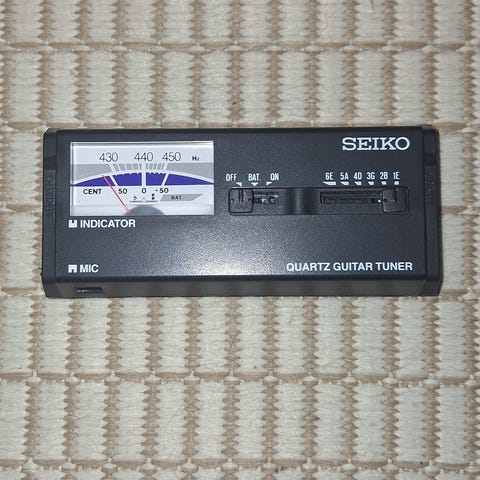 SEIKO
430 440 450 Hz
CENT -50 0 +50
BAT.
INDICATOR
OFF BAT. ON
6E 5A 4D 3G 2B 1E
MIC
QUARTZ GUITAR TUNER